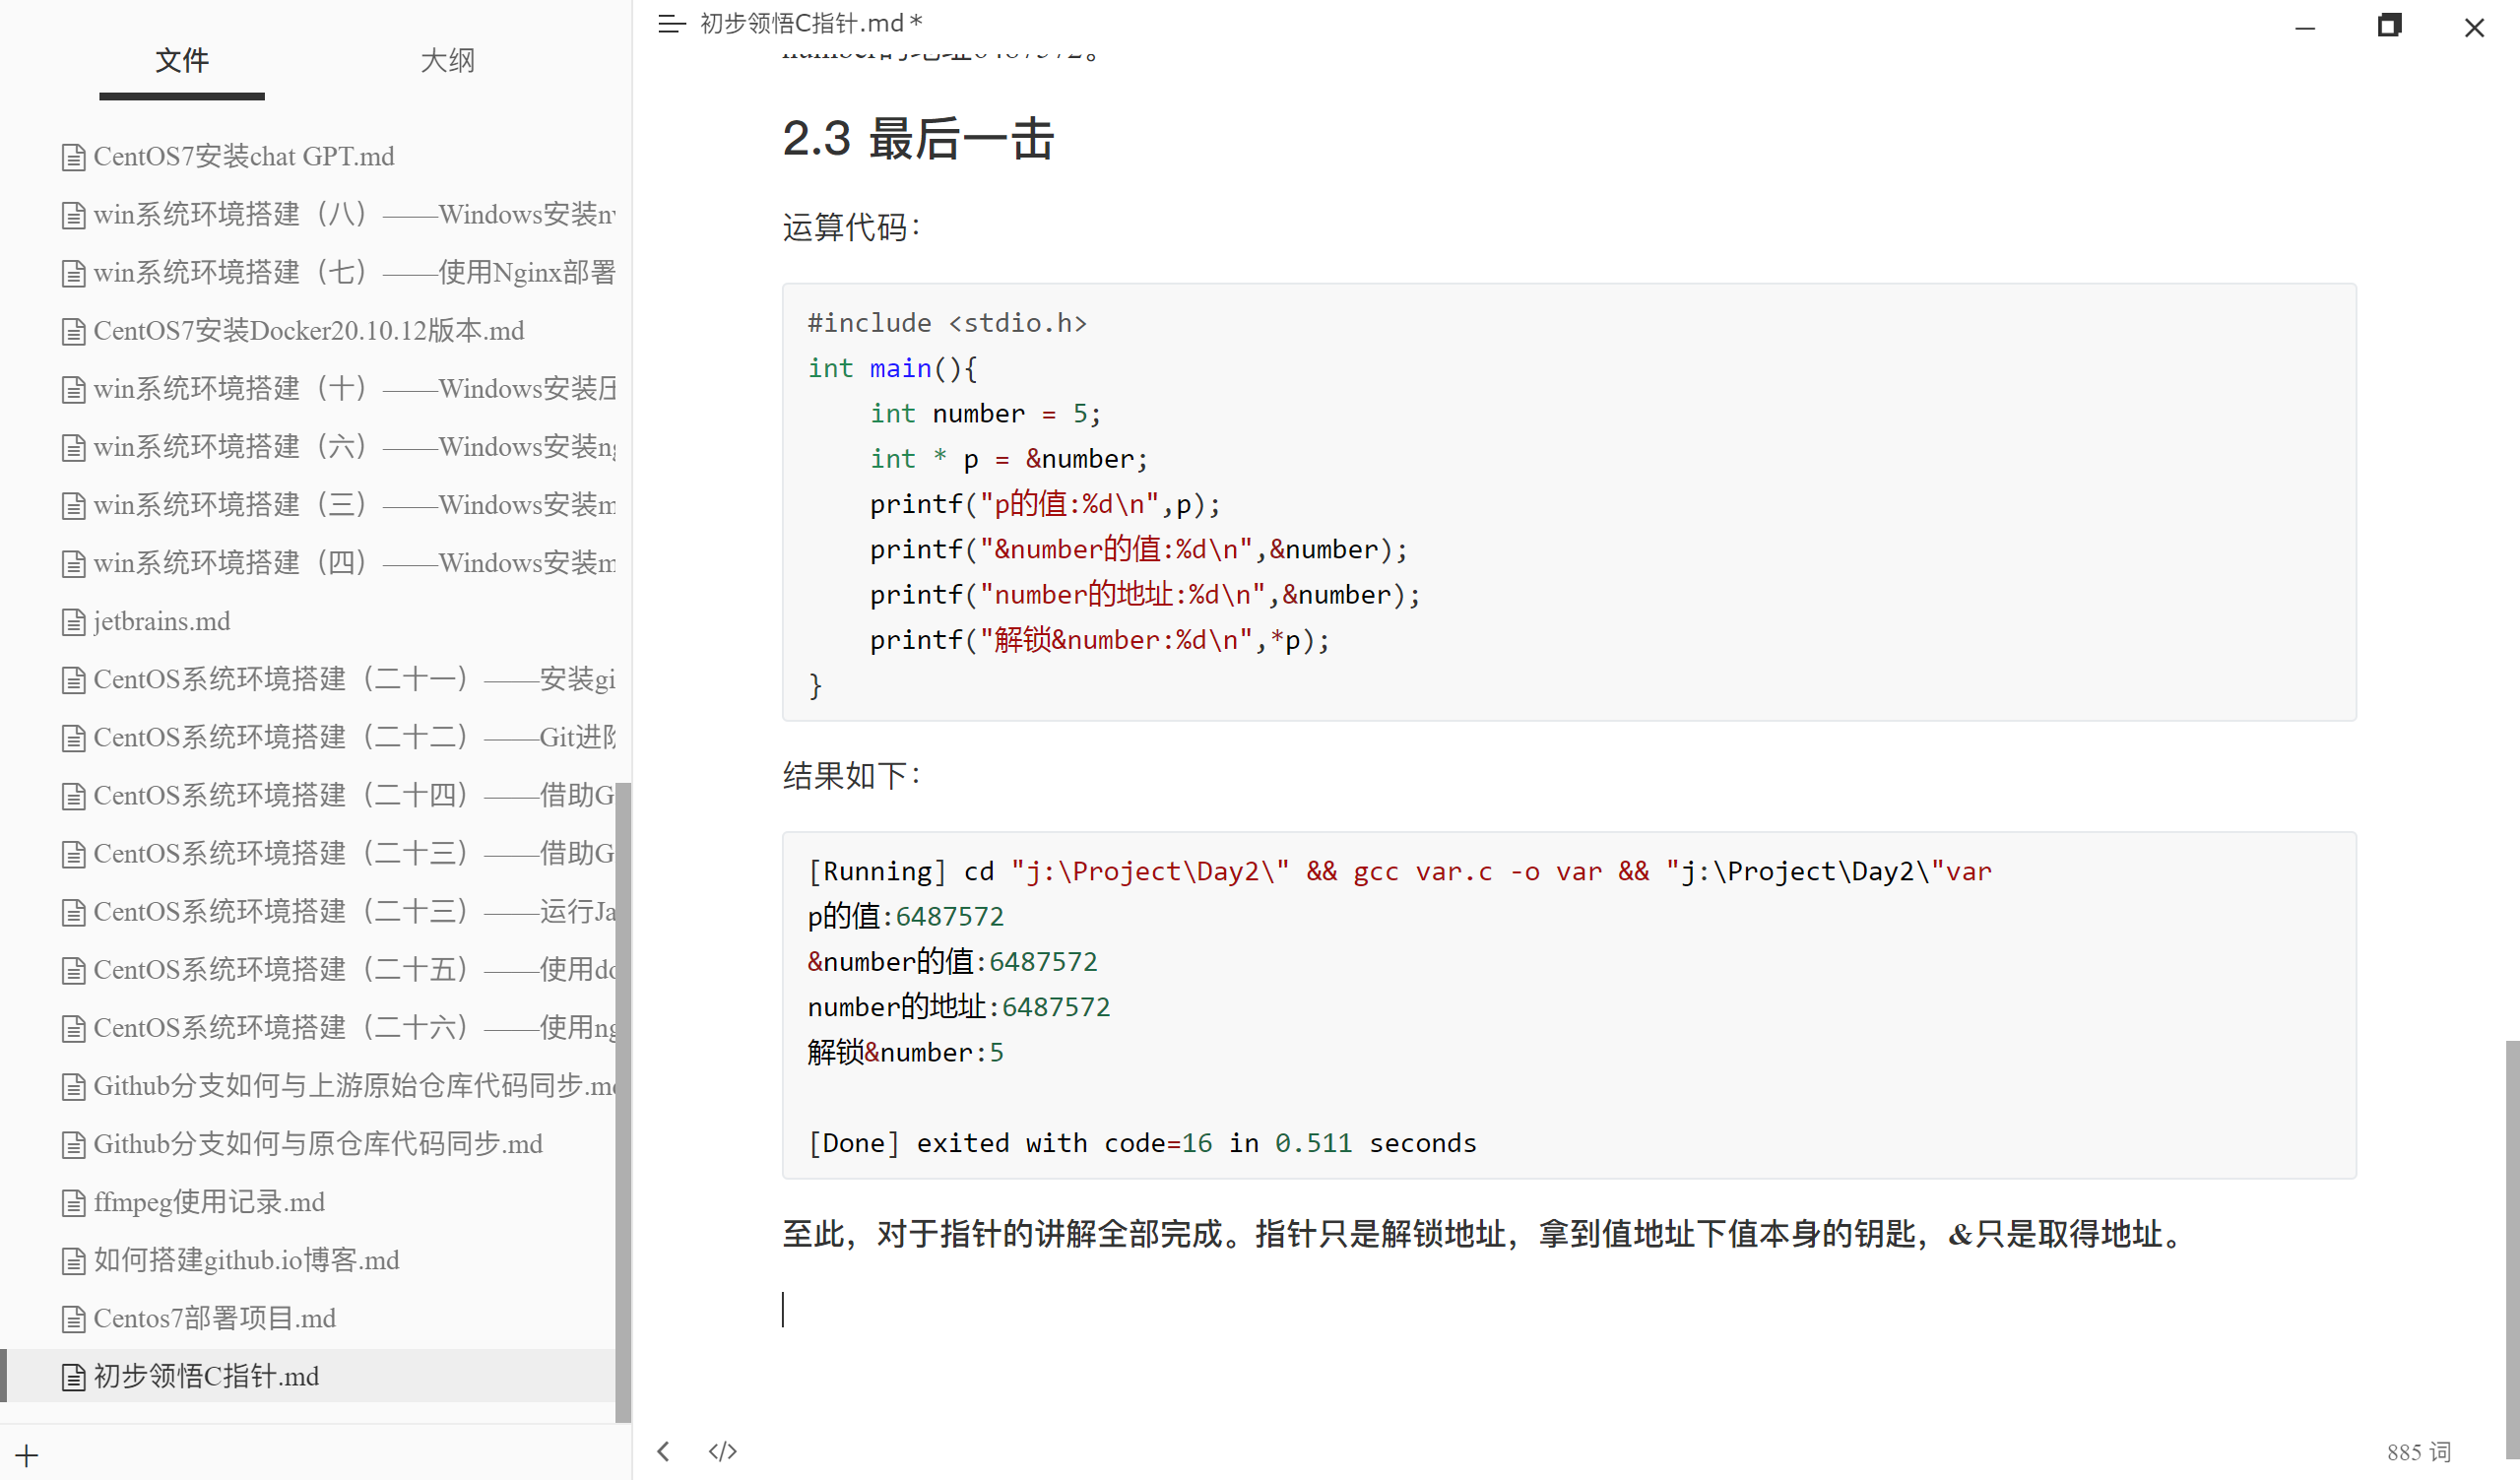 文件 大纲
CentOS7安装chat GPT.md
win系统环境搭建（八）——Windows安装n
win系统环境搭建（七）——使用Nginx部署
CentOS7安装Docker20.10.12版本.md
win系统环境搭建（十）——Windows安装压
win系统环境搭建（六）——Windows安装ng
win系统环境搭建（三）——Windows安装m
win系统环境搭建（四）——Windows安装m
jetbrains.md
CentOS系统环境搭建（二十一）——安装gi
CentOS系统环境搭建（二十二）——Git进阶
CentOS系统环境搭建（二十四）——借助G
CentOS系统环境搭建（二十三）——借助G
CentOS系统环境搭建（二十三）——运行Ja
CentOS系统环境搭建（二十五）——使用do
CentOS系统环境搭建（二十六）——使用ng
Github分支如何与上游原始仓库代码同步.md
Github分支如何与原仓库代码同步.md
ffmpeg使用记录.md
如何搭建github.io博客.md
Centos7部署项目.md
初步领悟C指针.md
初步领悟C指针.md *
number的地址6487572。
2.3 最后一击
运算代码：
#include <stdio.h>
int main(){
    int number = 5;
    int * p = &number;
    printf("p的值:%d\n",p);
    printf("&number的值:%d\n",&number);
    printf("number的地址:%d\n",&number);
    printf("解锁&number:%d\n",*p);
}
结果如下：
[Running] cd "j:\Project\Day2\" && gcc var.c -o var && "j:\Project\Day2\"var
p的值:6487572
&number的值:6487572
number的地址:6487572
解锁&number:5
[Done] exited with code=16 in 0.511 seconds
至此，对于指针的讲解全部完成。指针只是解锁地址，拿到值地址下值本身的钥匙，&只是取得地址。
885 词